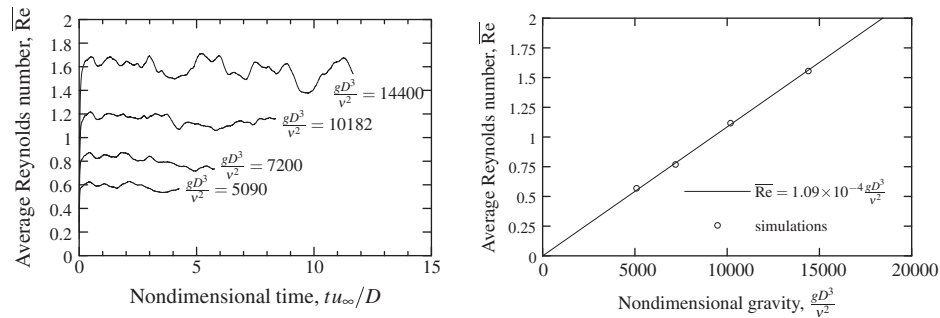 Average Reynolds number, R̅e̅
2
1.8
1.6
1.4
1.2
1
0.8
0.6
0.4
0.2
0
0 5 10 15
Nondimensional time, tu∞/D
gD³/ν² = 14400
gD³/ν² = 10182
gD³/ν² = 7200
gD³/ν² = 5090
Average Reynolds number, R̅e̅
2
1.75
1.5
1.25
1
0.75
0.5
0.25
0
0 5000 10000 15000 20000
Nondimensional gravity, gD³/ν²
R̅e̅ = 1.09×10⁻⁴ gD³/ν²
simulations